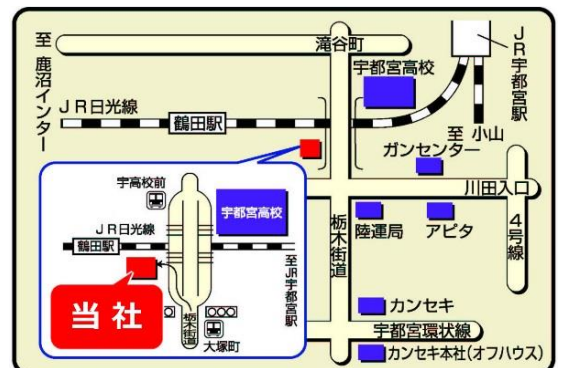 至 鹿沼インター
滝谷町
宇都宮高校
JR宇都宮駅
JR日光線
鶴田駅
至 小山
ガンセンター
川田入口
栃木街道
陸運局
アピタ
4号線
カンセキ
宇都宮環状線
カンセキ本社(オフハウス)
宇高校前
宇都宮高校
JR日光線
鶴田駅
至JR宇都宮駅
当社
栃木街道
大塚町